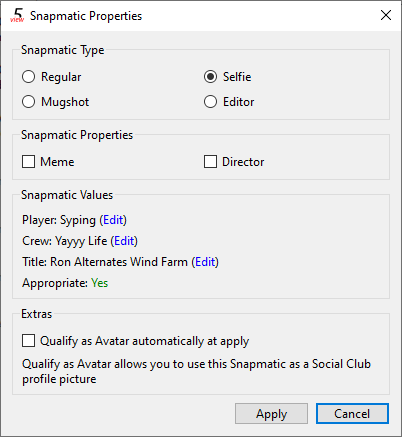 5
view
Snapmatic Properties
Snapmatic Type
Regular
Selfie
Mugshot
Editor
Snapmatic Properties
Meme
Director
Snapmatic Values
Player: Syping (Edit)
Crew: Yayyy Life (Edit)
Title: Ron Alternates Wind Farm (Edit)
Appropriate: Yes
Extras
Qualify as Avatar automatically at apply
Qualify as Avatar allows you to use this Snapmatic as a Social Club
profile picture
Apply
Cancel